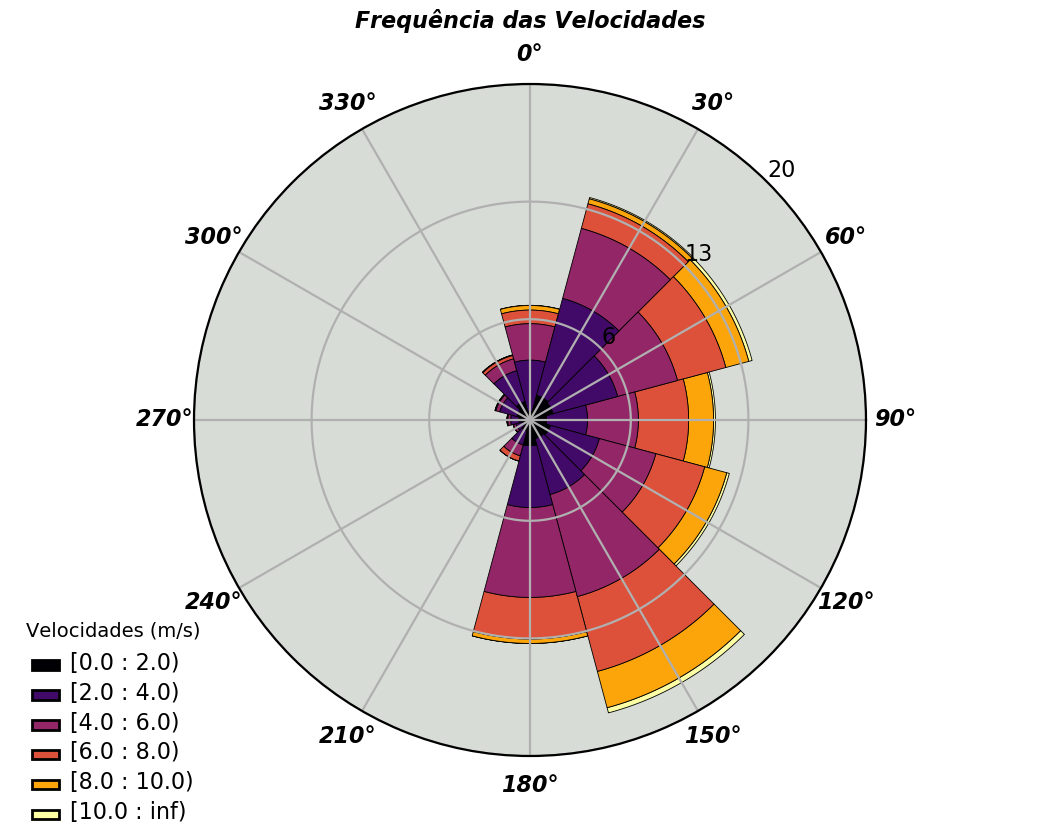 Frequência das Velocidades
0°
330°
30°
20
300°
60°
13
6
270°
90°
240°
120°
210°
150°
180°
Velocidades (m/s)
[0.0 : 2.0)
[2.0 : 4.0)
[4.0 : 6.0)
[6.0 : 8.0)
[8.0 : 10.0)
[10.0 : inf)